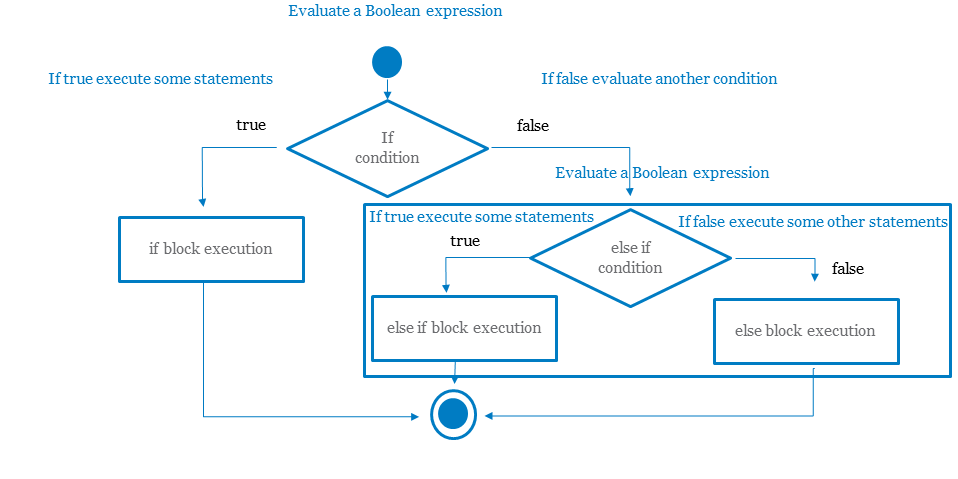 Evaluate a Boolean expression
If true execute some statements
If false evaluate another condition
true
false
If
condition
Evaluate a Boolean expression
If true execute some statements
If false execute some other statements
true
else if
condition
false
if block execution
else if block execution
else block execution